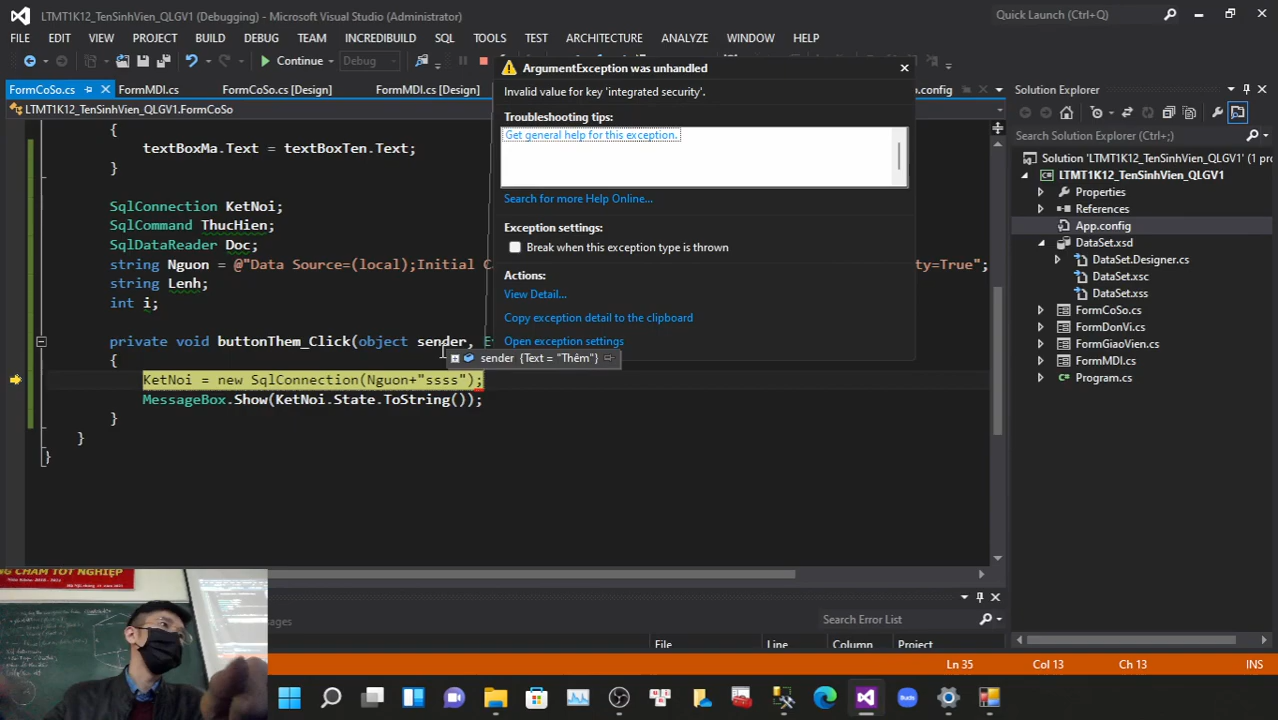 LTMT1K12_TenSinhVien_QLGV1 (Debugging) - Microsoft Visual Studio (Administrator)
Quick Launch (Ctrl+Q)
FILE EDIT VIEW PROJECT BUILD DEBUG TEAM INCREDIBUILD SQL TOOLS TEST ARCHITECTURE ANALYZE WINDOW HELP
Continue Debug
FormCoSo.cs FormMDI.cs FormCoSo.cs [Design] FormMDI.cs [Design] .config
LTMT1K12_TenSinhVien_QLGV1.FormCoSo
{
textBoxMa.Text = textBoxTen.Text;
}
SqlConnection KetNoi;
SqlCommand ThucHien;
SqlDataReader Doc;
string Nguon = @"Data Source=(local);Initial C ty=True";
string Lenh;
int i;
private void buttonThem_Click(object sender, E
{
sender {Text = "Thêm"}
KetNoi = new SqlConnection(Nguon+"ssss");
MessageBox.Show(KetNoi.State.ToString());
}
}
}
ArgumentException was unhandled
Invalid value for key 'integrated security'.
Troubleshooting tips:
Get general help for this exception.
Search for more Help Online...
Exception settings:
Break when this exception type is thrown
Actions:
View Detail...
Copy exception detail to the clipboard
Open exception settings
Solution Explorer
Search Solution Explorer (Ctrl+;)
Solution 'LTMT1K12_TenSinhVien_QLGV1' (1 pro
LTMT1K12_TenSinhVien_QLGV1
Properties
References
App.config
DataSet.xsd
DataSet.Designer.cs
DataSet.xsc
DataSet.xss
FormCoSo.cs
FormDonVi.cs
FormGiaoVien.cs
FormMDI.cs
Program.cs
NG CHẤM TỐT NGHIỆP
sages
Search Error List
File Line Column Project
Ln 35 Col 13 Ch 13 INS